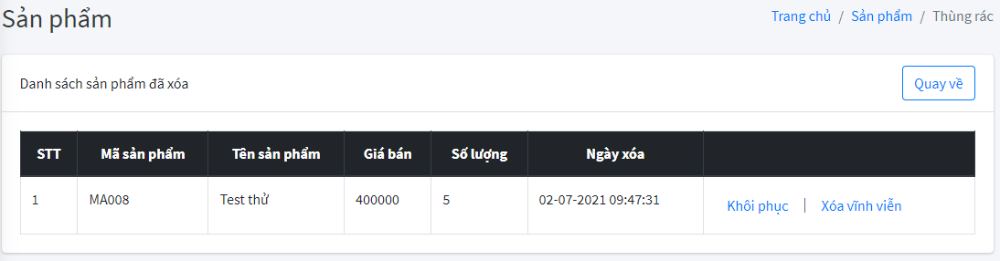 Sản phẩm
Trang chủ / Sản phẩm / Thùng rác
Danh sách sản phẩm đã xóa
Quay về
STT Mã sản phẩm Tên sản phẩm Giá bán Số lượng Ngày xóa
1 MA008 Test thử 400000 5 02-07-2021 09:47:31 Khôi phục | Xóa vĩnh viễn